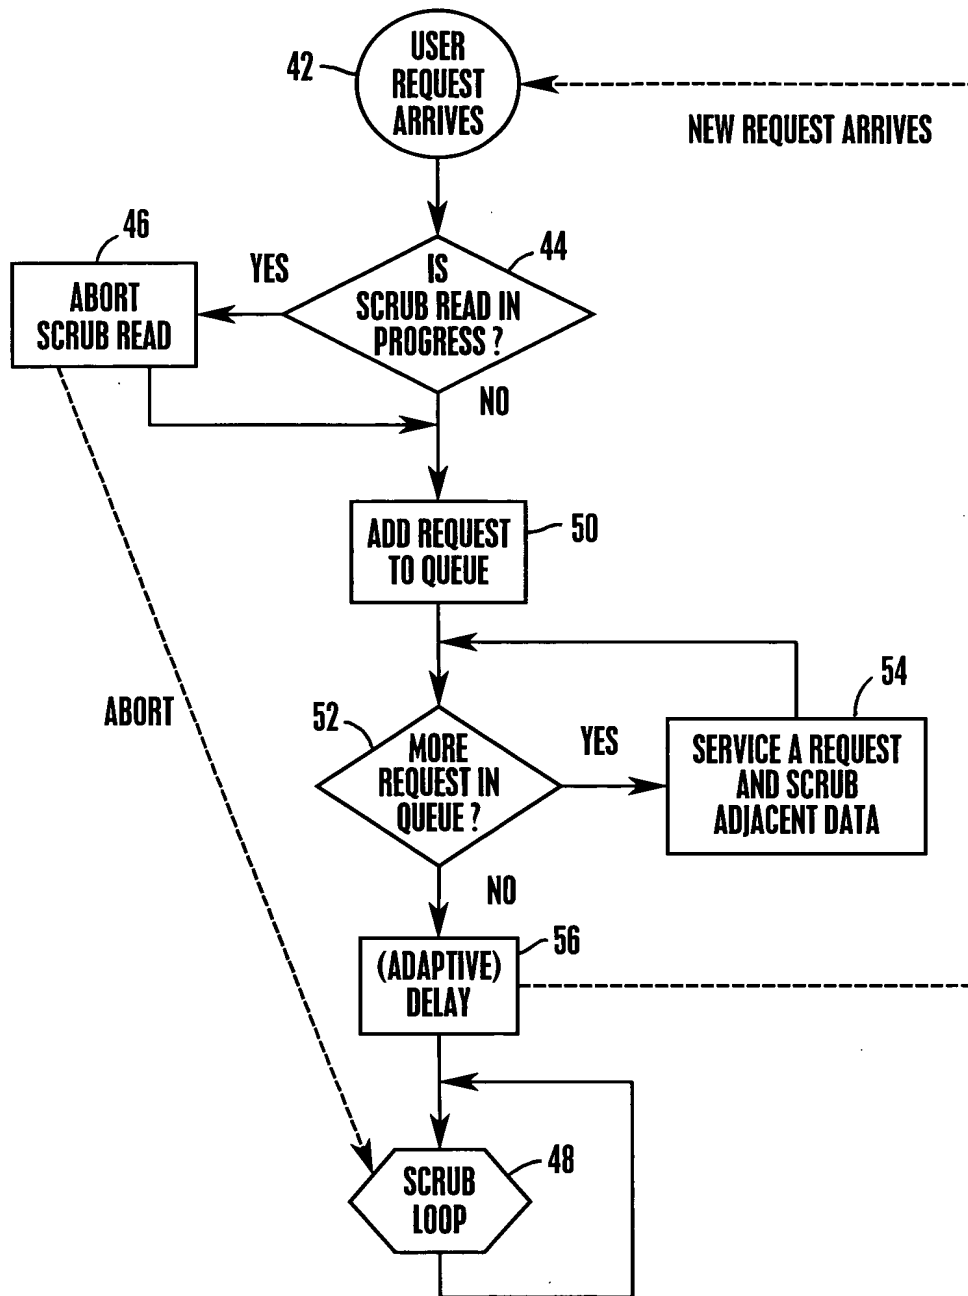 42
USER
REQUEST
ARRIVES
NEW REQUEST ARRIVES
46
ABORT
SCRUB READ
YES
44
IS
SCRUB READ IN
PROGRESS ?
NO
50
ADD REQUEST
TO QUEUE
ABORT
52
MORE
REQUEST IN
QUEUE ?
YES
54
SERVICE A REQUEST
AND SCRUB
ADJACENT DATA
NO
56
(ADAPTIVE)
DELAY
48
SCRUB
LOOP